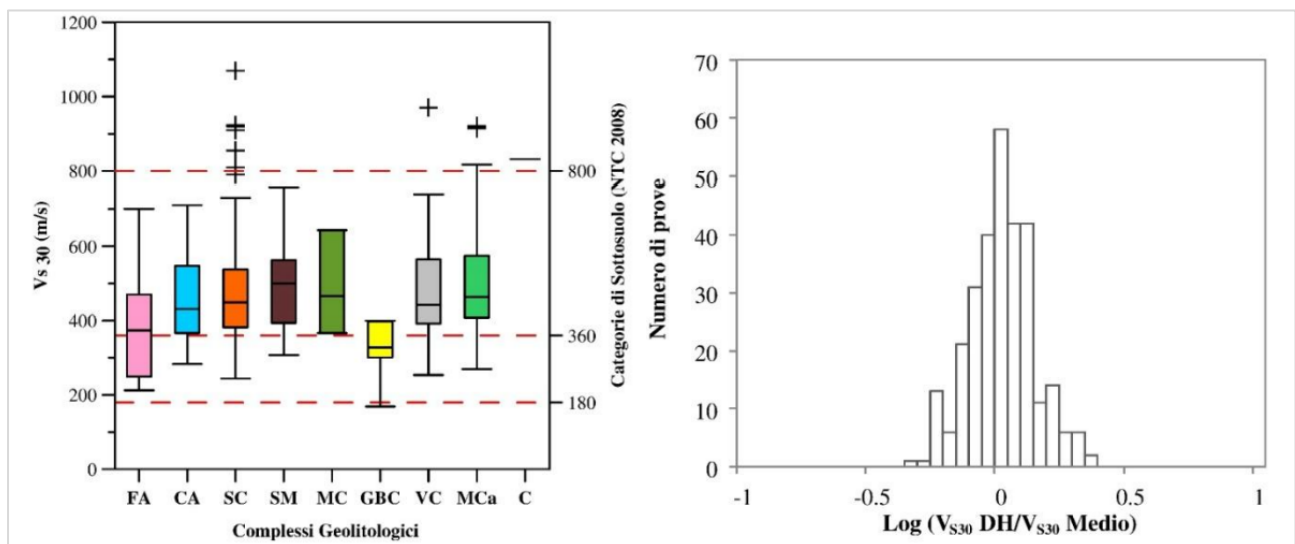 1200
1000
800
600
400
200
0
Vs 30 (m/s)
FA CA SC SM MC GBC VC MCa C
Complessi Geolitologici
800
360
180
Categorie di Sottosuolo (NTC 2008)
70
60
50
40
30
20
10
0
Numero di prove
-1 -0.5 0 0.5 1
Log (VS30 DH/VS30 Medio)